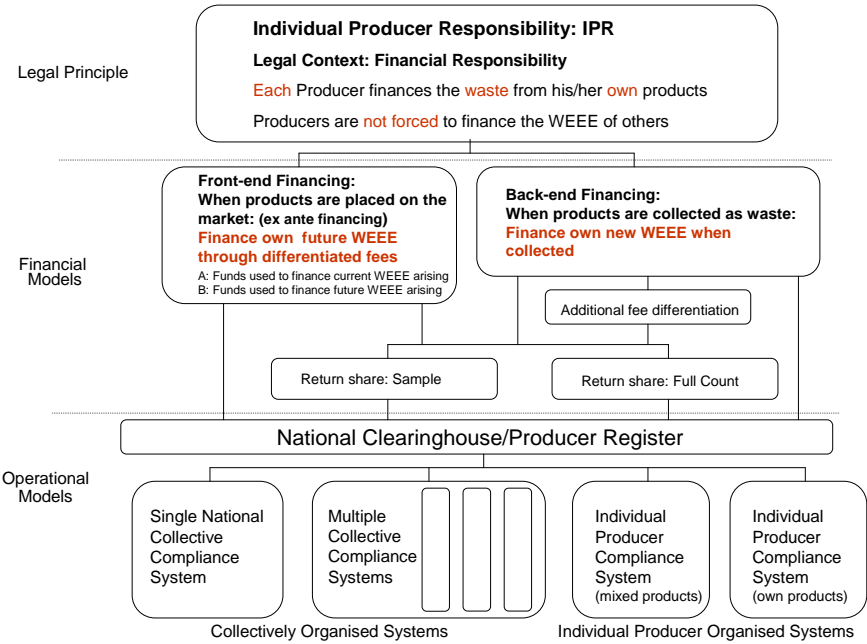 Individual Producer Responsibility: IPR
Legal Context: Financial Responsibility
Each Producer finances the waste from his/her own products
Producers are not forced to finance the WEEE of others
Legal Principle
Front-end Financing:
When products are placed on the
market: (ex ante financing)
Finance own future WEEE
through differentiated fees
A: Funds used to finance current WEEE arising
B: Funds used to finance future WEEE arising
Back-end Financing:
When products are collected as waste:
Finance own new WEEE when
collected
Financial
Models
Additional fee differentiation
Return share: Sample
Return share: Full Count
National Clearinghouse/Producer Register
Operational
Models
Single National
Collective
Compliance
System
Multiple
Collective
Compliance
Systems
Individual
Producer
Compliance
System
(mixed products)
Individual
Producer
Compliance
System
(own products)
Collectively Organised Systems
Individual Producer Organised Systems